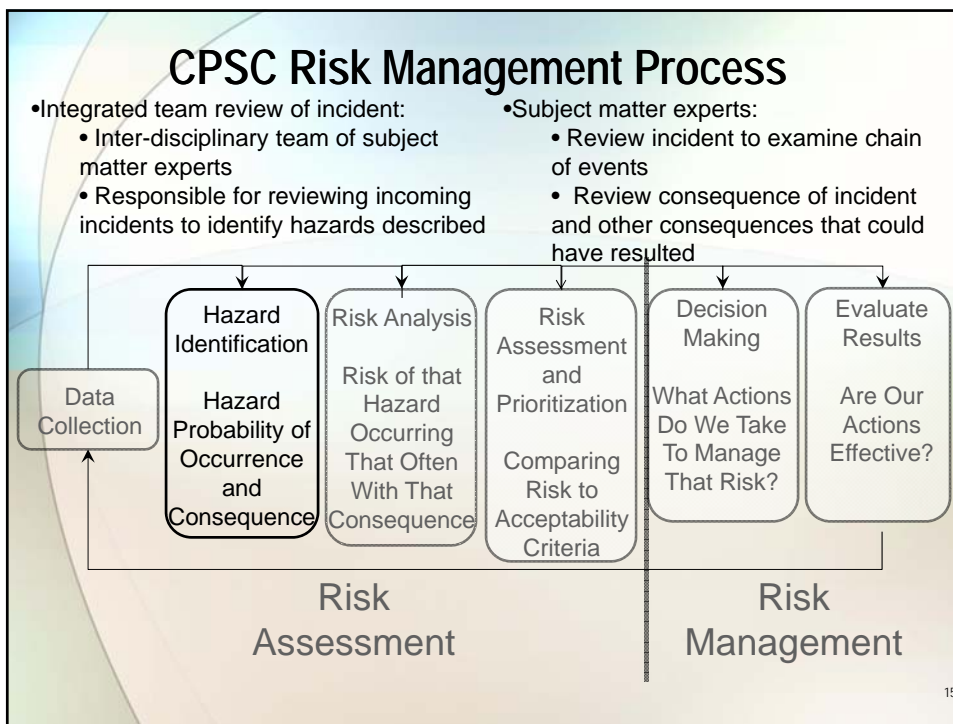 CPSC Risk Management Process
•Integrated team review of incident:
• Inter-disciplinary team of subject
matter experts
• Responsible for reviewing incoming
incidents to identify hazards described
•Subject matter experts:
• Review incident to examine chain
of events
• Review consequence of incident
and other consequences that could
have resulted
Data
Collection
Hazard
Identification
Hazard
Probability of
Occurrence
and
Consequence
Risk Analysis
Risk of that
Hazard
Occurring
That Often
With That
Consequence
Risk
Assessment
and
Prioritization
Comparing
Risk to
Acceptability
Criteria
Decision
Making
What Actions
Do We Take
To Manage
That Risk?
Evaluate
Results
Are Our
Actions
Effective?
Risk
Assessment
Risk
Management
15